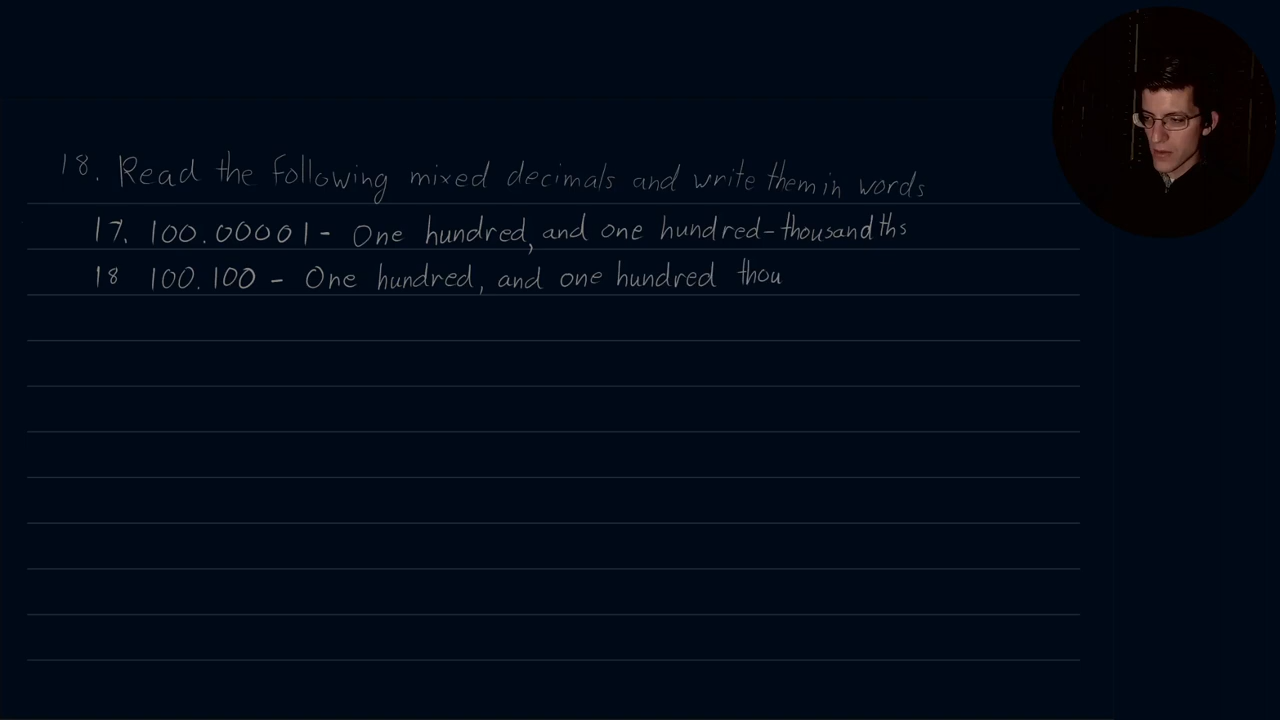 18. Read the following mixed decimals and write them in words
17. 100.00001 - One hundred, and one hundred-thousandths
18 100.100 - One hundred, and one hundred thou